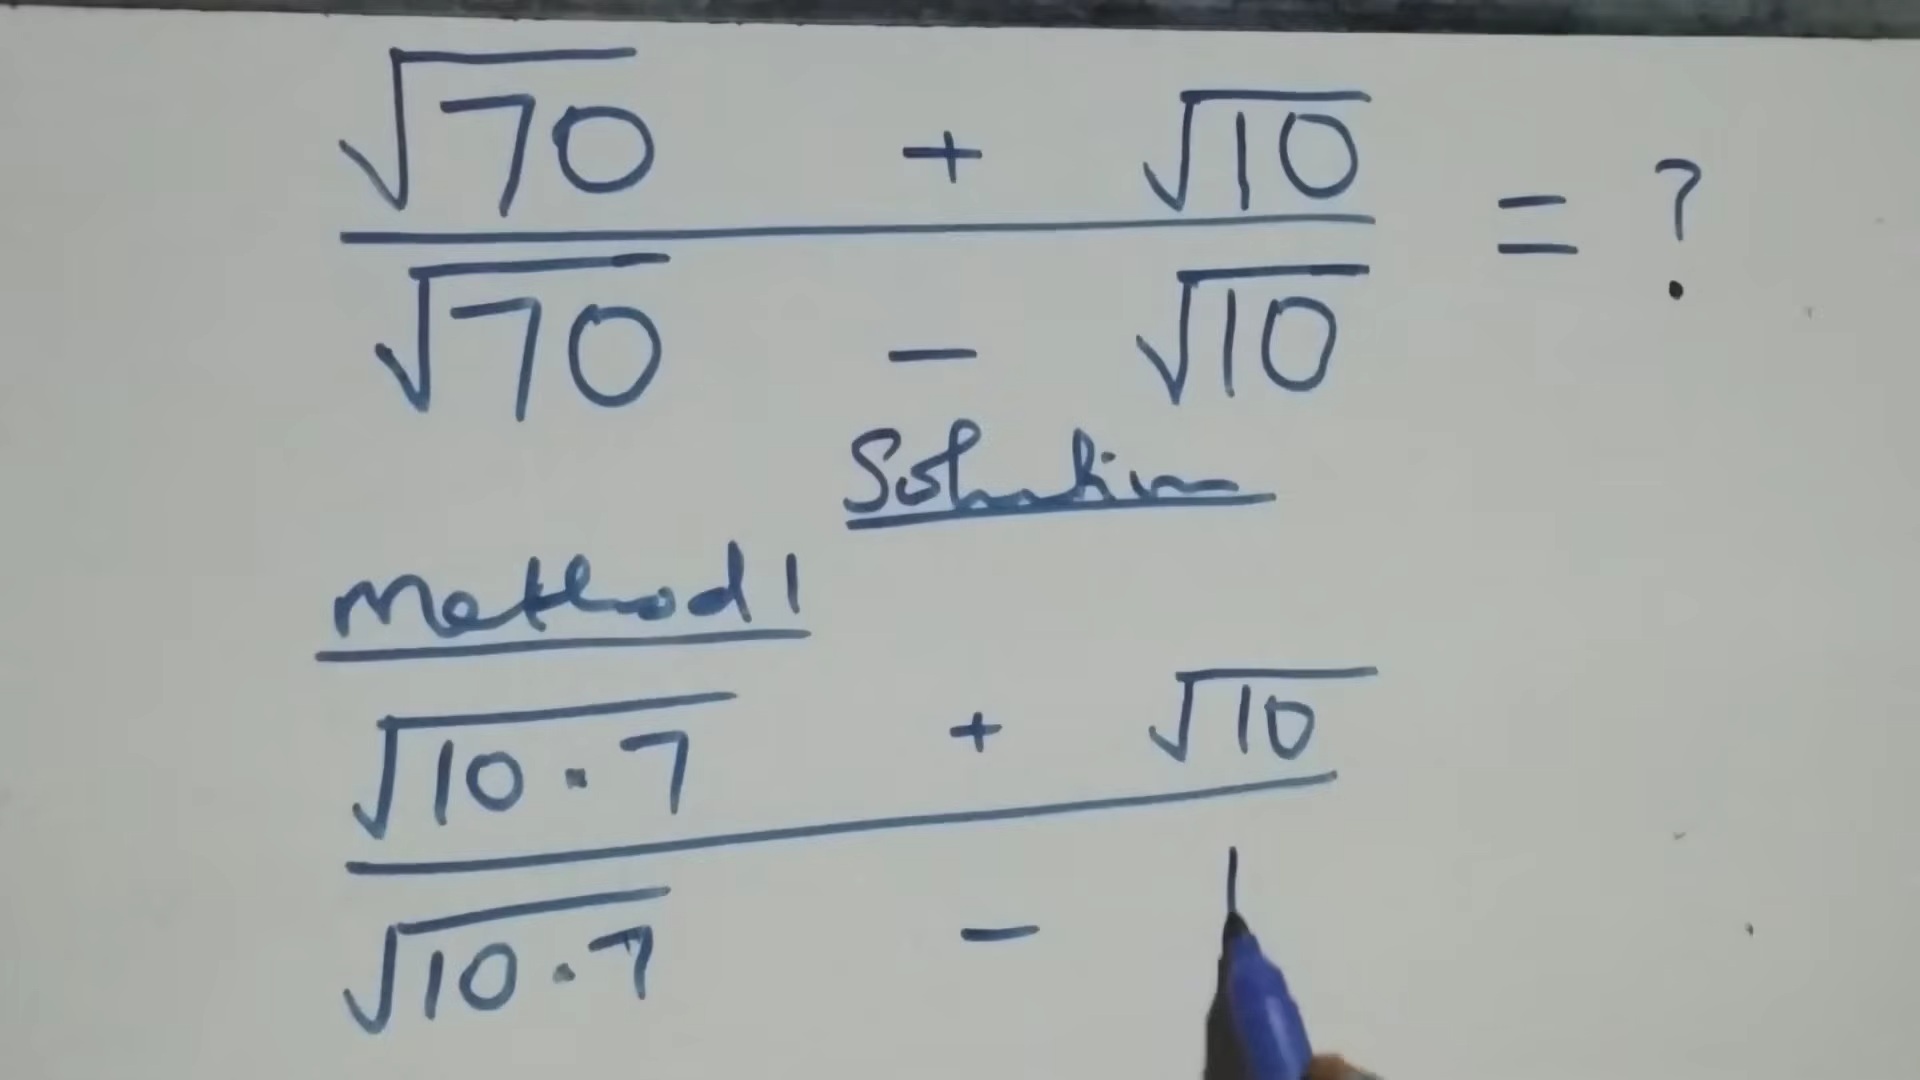 √70 + √10
√70 - √10
= ?
Solution
Method 1
√10 · 7 + √10
√10 · 7 -